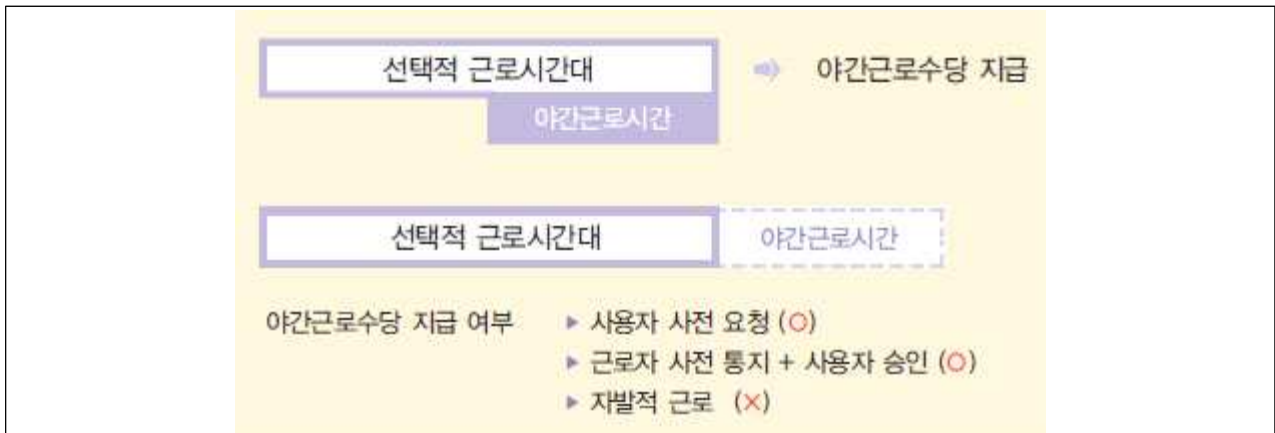 선택적 근로시간대 ⇨ 야간근로수당 지급
야간근로시간
선택적 근로시간대 야간근로시간
야간근로수당 지급 여부 ▶ 사용자 사전 요청 (○)
▶ 근로자 사전 통지 + 사용자 승인 (○)
▶ 자발적 근로 (×)